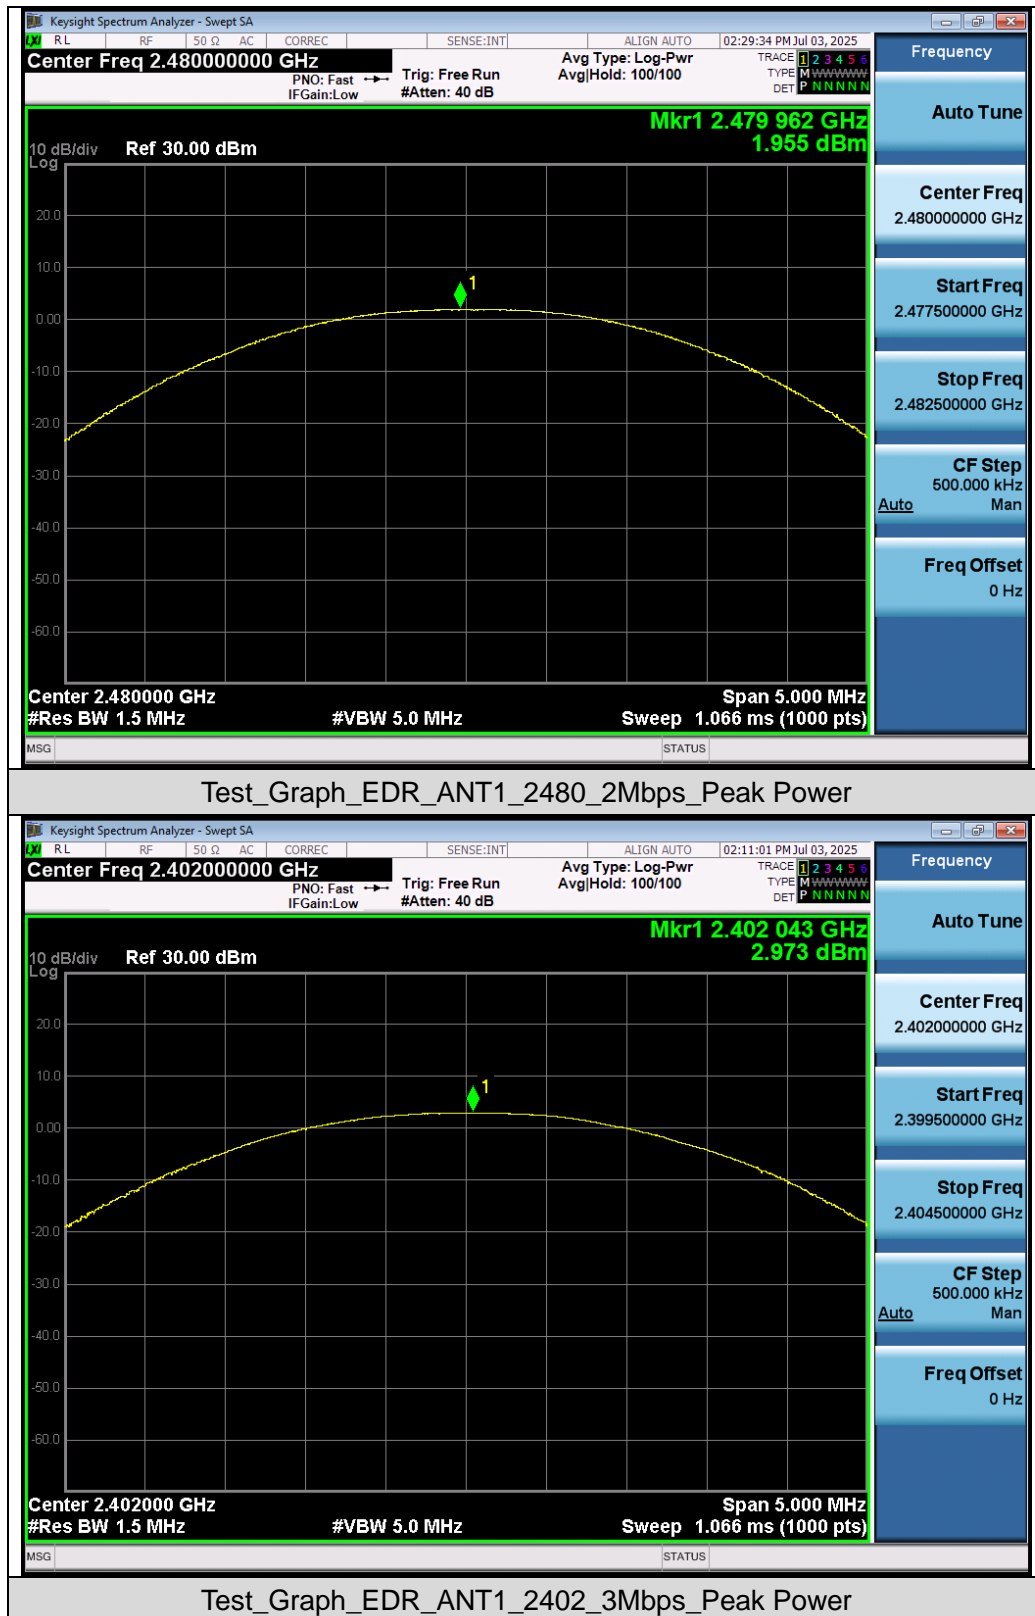 Keysight Spectrum Analyzer - Swept SA
LXI RL RF 50 Ω AC CORREC SENSE:INT ALIGN AUTO 02:29:34 PM Jul 03, 2025
Center Freq 2.480000000 GHz
PNO: Fast
IFGain:Low
Trig: Free Run
#Atten: 40 dB
Avg Type: Log-Pwr
Avg|Hold: 100/100
TRACE 1 2 3 4 5 6
TYPE M WWWWW
DET P N N N N N
Mkr1 2.479 962 GHz
1.955 dBm
10 dB/div Ref 30.00 dBm
Log
20.0
10.0
1
0.00
-10.0
-20.0
-30.0
-40.0
-50.0
-60.0
Center 2.480000 GHz Span 5.000 MHz
#Res BW 1.5 MHz #VBW 5.0 MHz Sweep 1.066 ms (1000 pts)
MSG STATUS
Frequency
Auto Tune
Center Freq
2.480000000 GHz
Start Freq
2.477500000 GHz
Stop Freq
2.482500000 GHz
CF Step
500.000 kHz
Auto Man
Freq Offset
0 Hz
Test_Graph_EDR_ANT1_2480_2Mbps_Peak Power
Keysight Spectrum Analyzer - Swept SA
LXI RL RF 50 Ω AC CORREC SENSE:INT ALIGN AUTO 02:11:01 PM Jul 03, 2025
Center Freq 2.402000000 GHz
PNO: Fast
IFGain:Low
Trig: Free Run
#Atten: 40 dB
Avg Type: Log-Pwr
Avg|Hold: 100/100
TRACE 1 2 3 4 5 6
TYPE M WWWWW
DET P N N N N N
Mkr1 2.402 043 GHz
2.973 dBm
10 dB/div Ref 30.00 dBm
Log
20.0
10.0
1
0.00
-10.0
-20.0
-30.0
-40.0
-50.0
-60.0
Center 2.402000 GHz Span 5.000 MHz
#Res BW 1.5 MHz #VBW 5.0 MHz Sweep 1.066 ms (1000 pts)
MSG STATUS
Frequency
Auto Tune
Center Freq
2.402000000 GHz
Start Freq
2.399500000 GHz
Stop Freq
2.404500000 GHz
CF Step
500.000 kHz
Auto Man
Freq Offset
0 Hz
Test_Graph_EDR_ANT1_2402_3Mbps_Peak Power